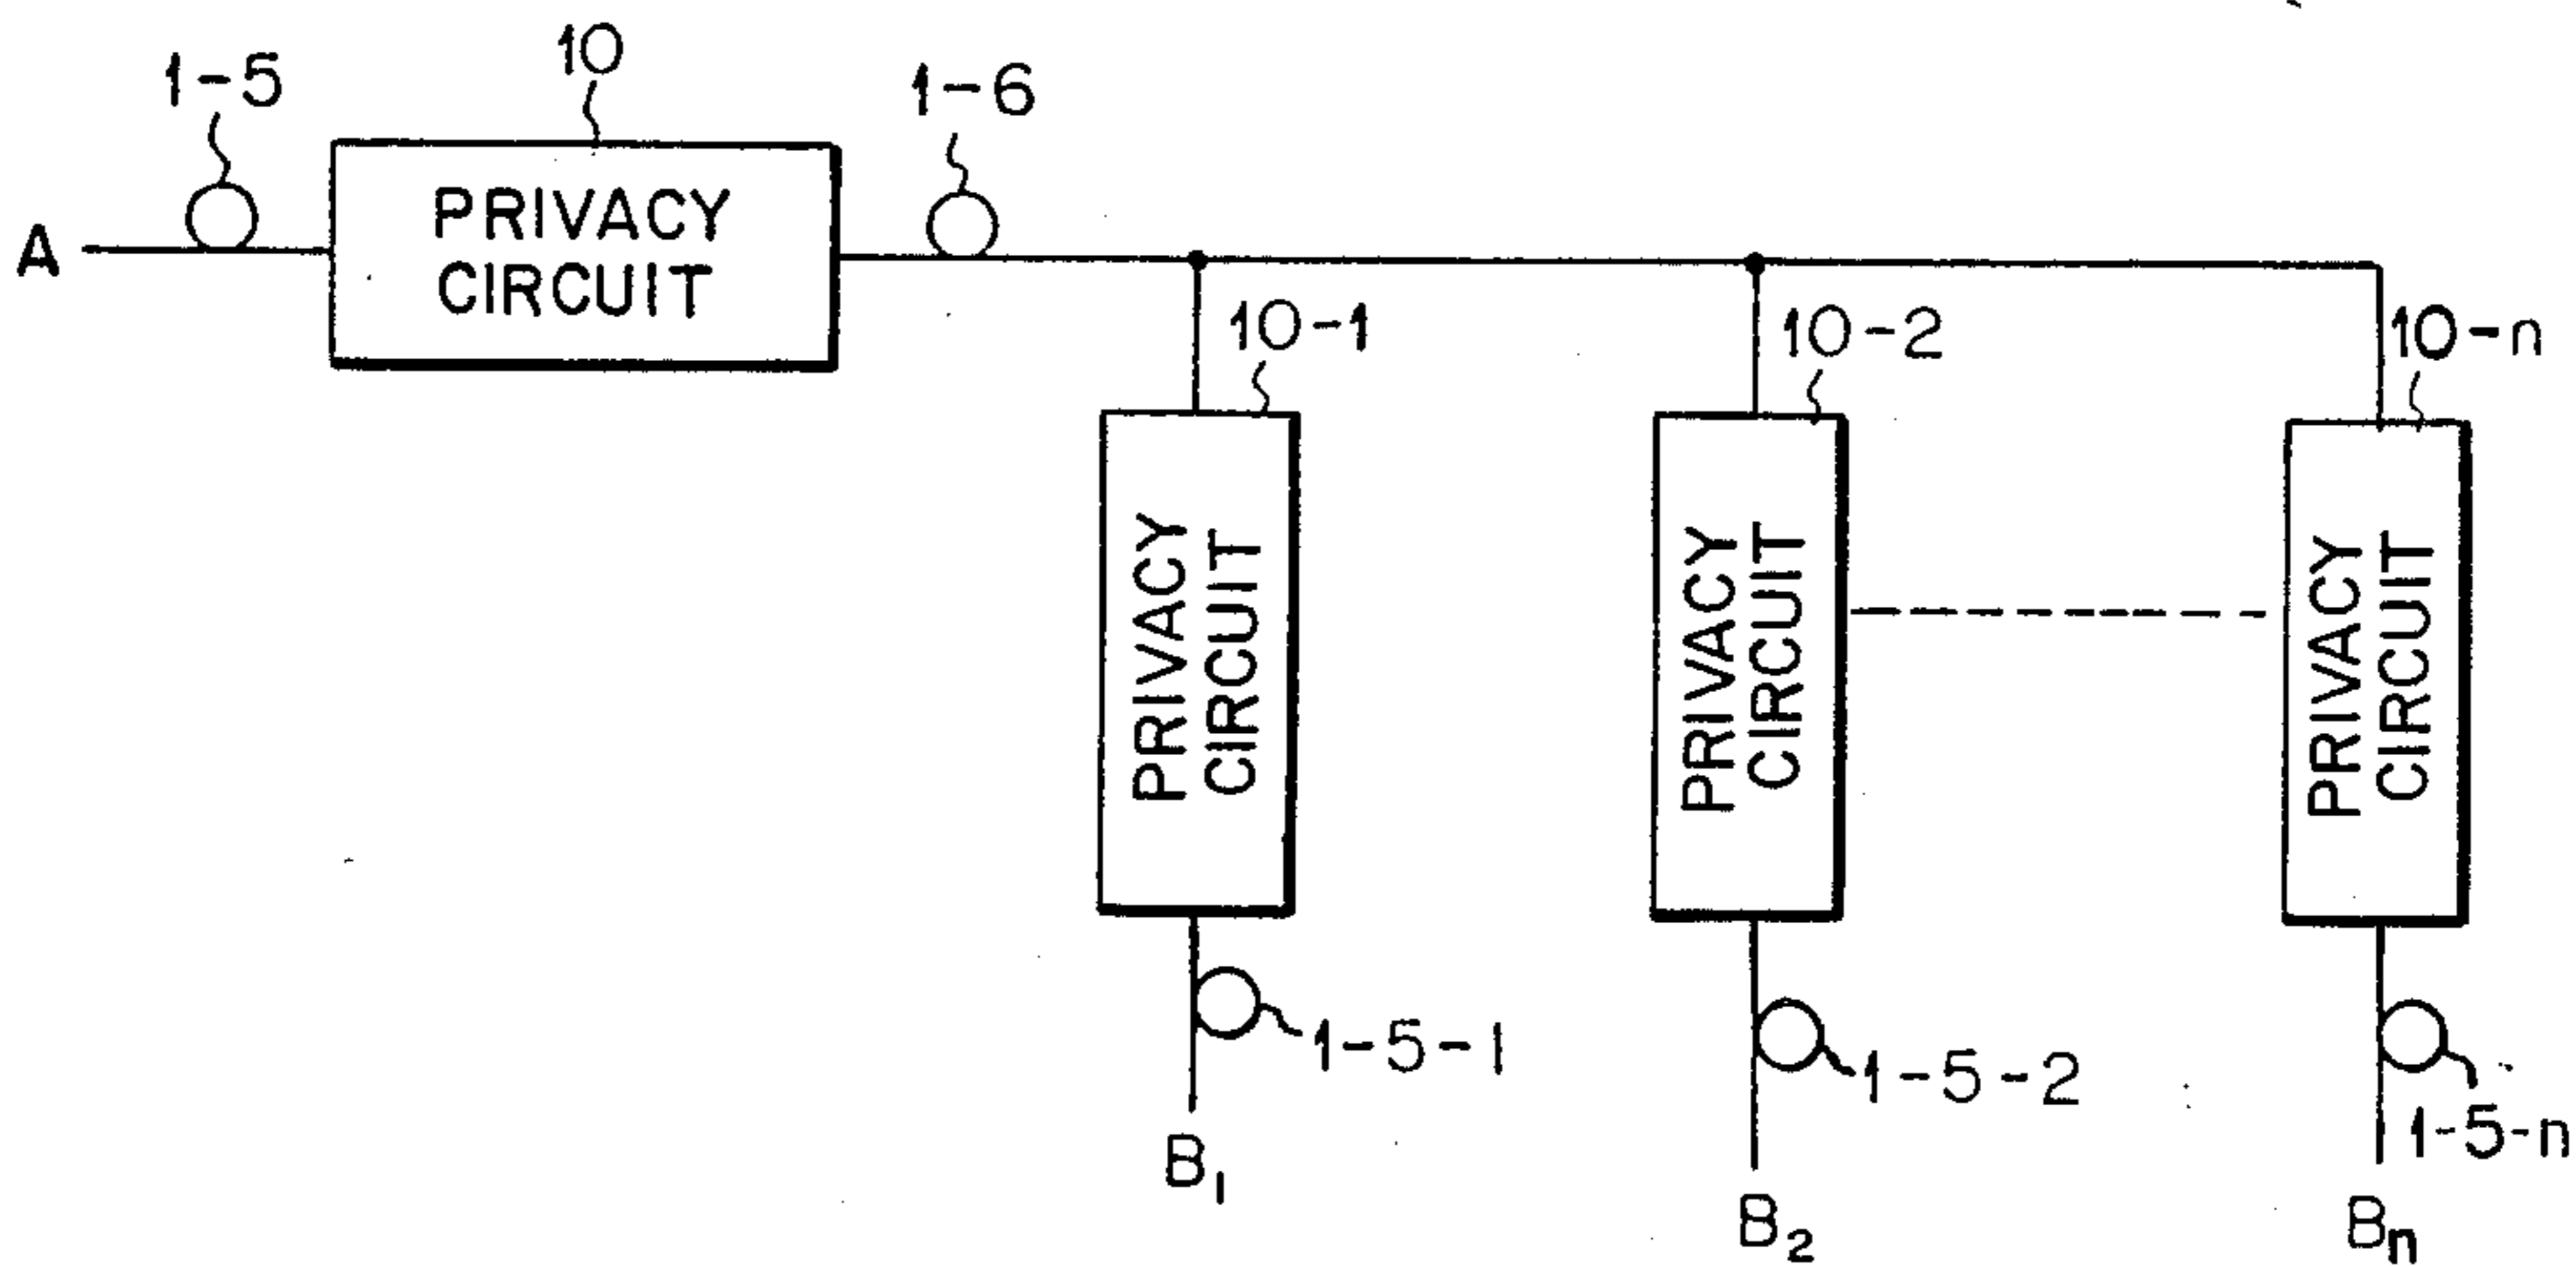 10
1-5
1-6
A
PRIVACY
CIRCUIT
10-1
10-2
10-n
PRIVACY
CIRCUIT
PRIVACY
CIRCUIT
PRIVACY
CIRCUIT
1-5-1
1-5-2
1-5-n
B₁
B₂
Bₙ